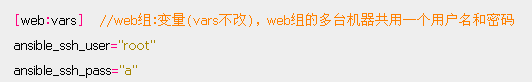 [web:vars]  //web组:变量(vars不改)，web组的多台机器共用一个用户名和密码
ansible_ssh_user="root"
ansible_ssh_pass="a"